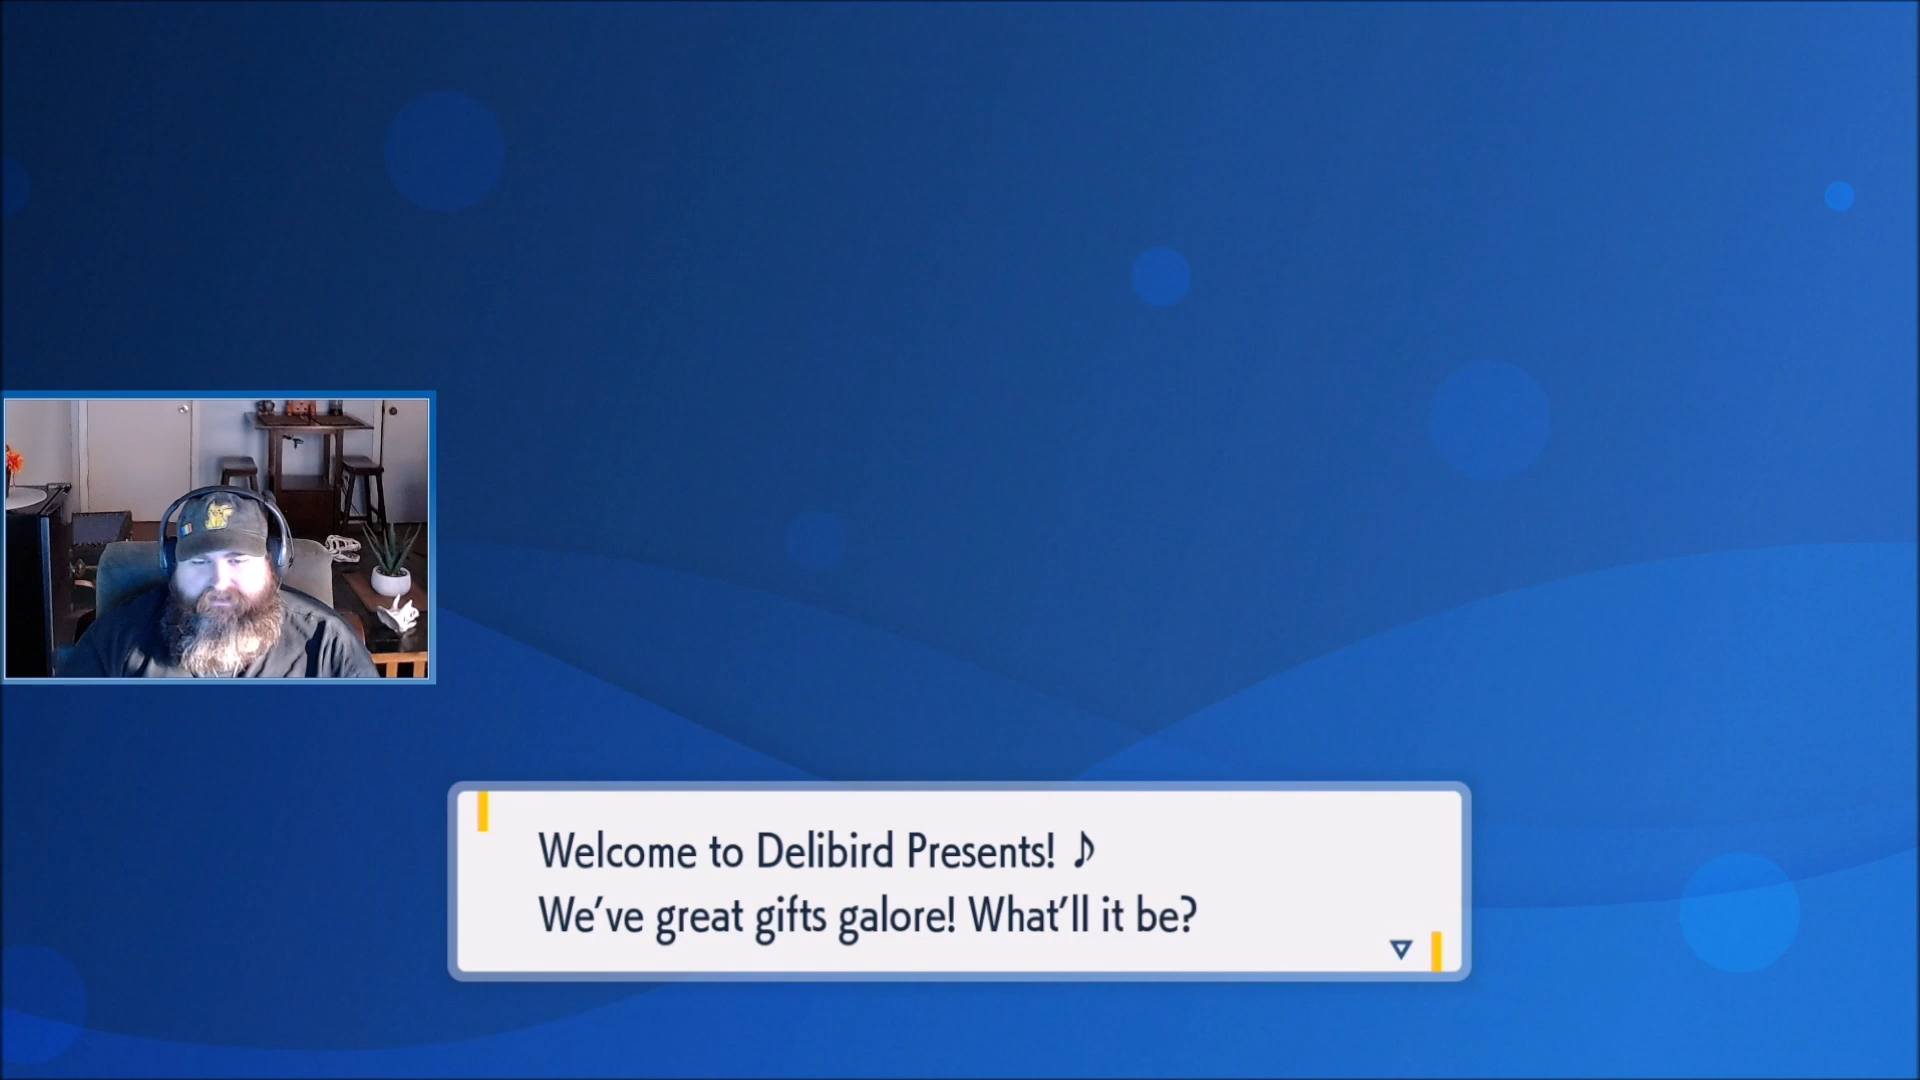 Welcome to Delibird Presents! ♪
We've great gifts galore! What'll it be?